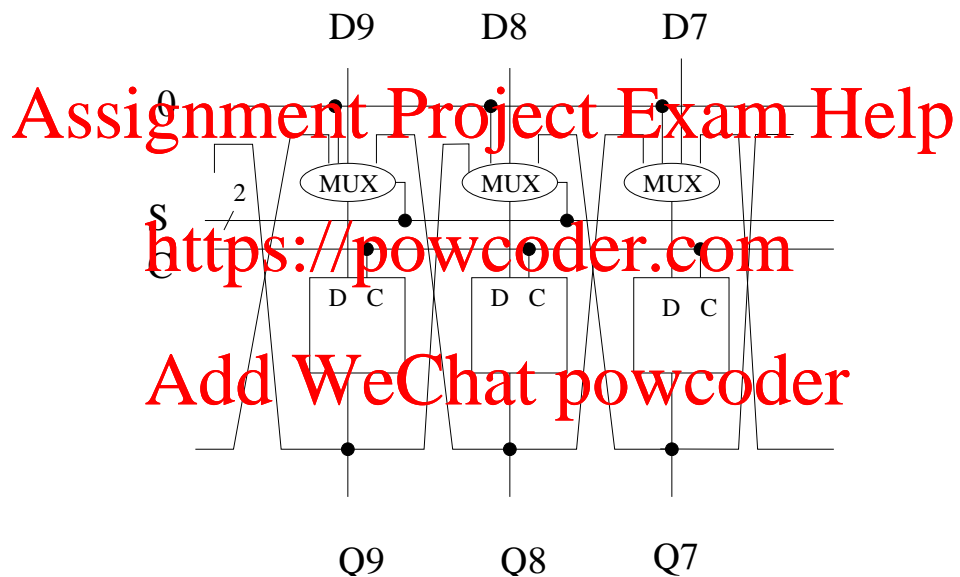 D9 D8 D7
0
Assignment Project Exam Help
MUX MUX MUX
2
S
https://powcoder.com
C
D C D C D C
Add WeChat powcoder
Q9 Q8 Q7